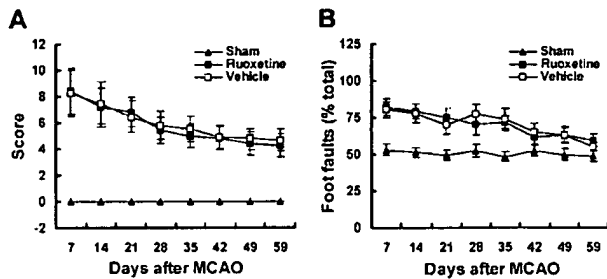 A
Score
12
10
8
6
4
2
0
-2
Sham
Ruoxetine
Vehicle
7 14 21 28 35 42 49 59
Days after MCAO
B
Foot faults (% total)
125
100
75
50
25
0
Sham
Ruoxetine
Vehicle
7 14 21 28 35 42 49 59
Days after MCAO